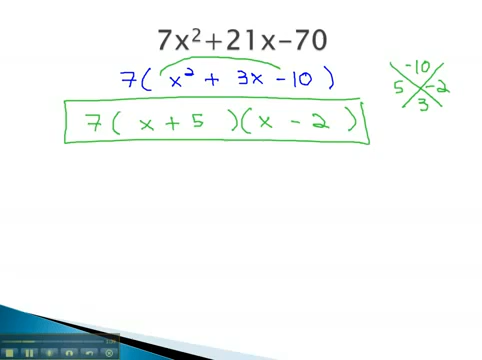 7x²+21x−70
7( x² + 3x − 10 )
7( x + 5 )( x − 2 )
-10
5 -2
3